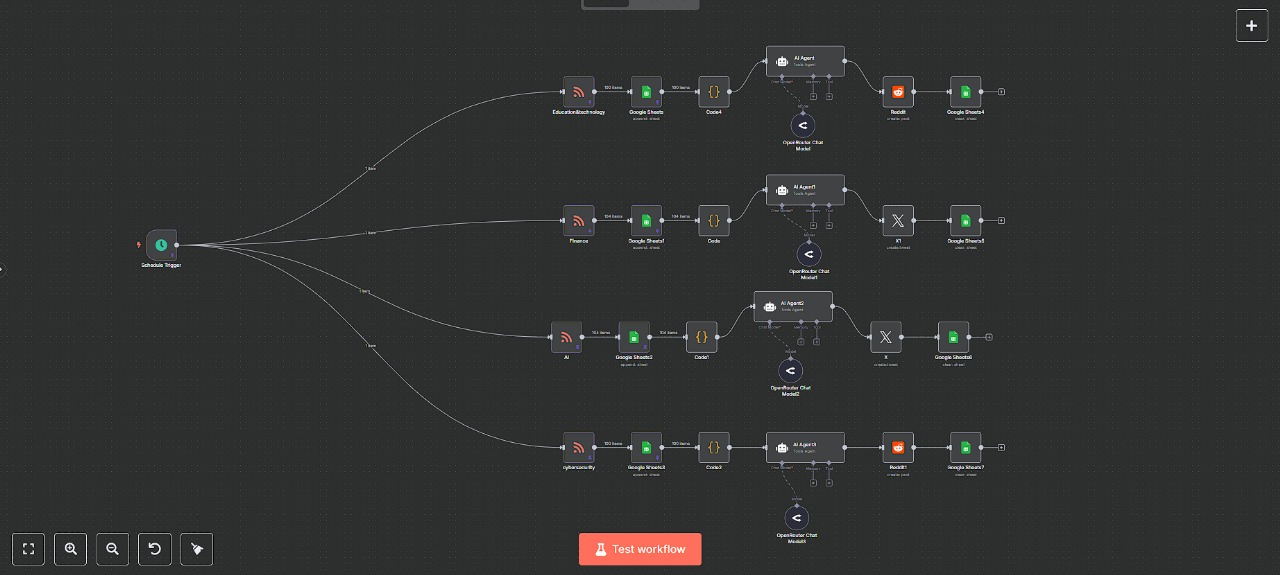 Education&technology
100 items
Google Sheets
append: sheet
100 items
Code4
AI Agent
Tools Agent
Chat Model*
Memory
Tool
Model
OpenRouter Chat
Model
Reddit
create: post
Google Sheets4
clear: sheet
1 item
Finance
104 items
Google Sheets1
append: sheet
104 items
Code
AI Agent1
Tools Agent
Chat Model*
Memory
Tool
Model
OpenRouter Chat
Model1
X1
create: tweet
Google Sheets5
clear: sheet
1 item
Schedule Trigger
1 item
AI
Google Sheets2
append: sheet
Code1
AI Agent2
Tools Agent
Chat Model*
Memory
Tool
Model
OpenRouter Chat
Model2
X
create: tweet
Google Sheets6
clear: sheet
1 item
cybersecurity
100 items
Google Sheets3
append: sheet
100 items
AI Agent3
Tools Agent
Chat Model*
Memory
Tool
Model
OpenRouter Chat
Model3
Reddit1
create: post
Google Sheets7
clear: sheet
Test workflow